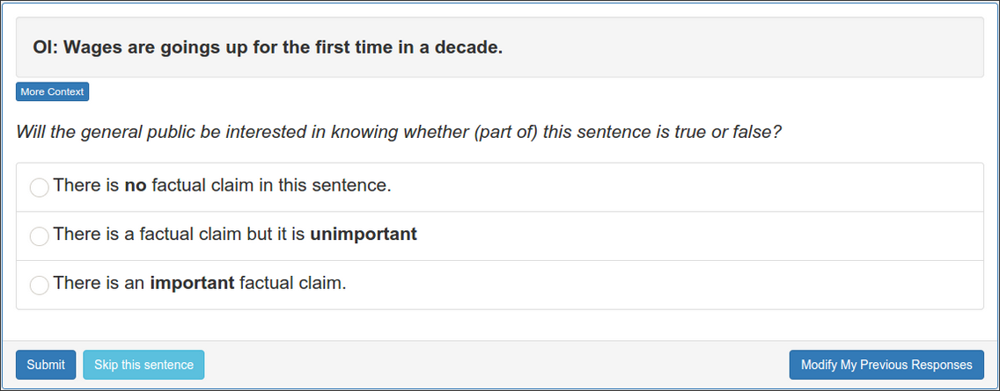 OI: Wages are goings up for the first time in a decade.
More Context
Will the general public be interested in knowing whether (part of) this sentence is true or false?
There is no factual claim in this sentence.
There is a factual claim but it is unimportant
There is an important factual claim.
Submit Skip this sentence Modify My Previous Responses